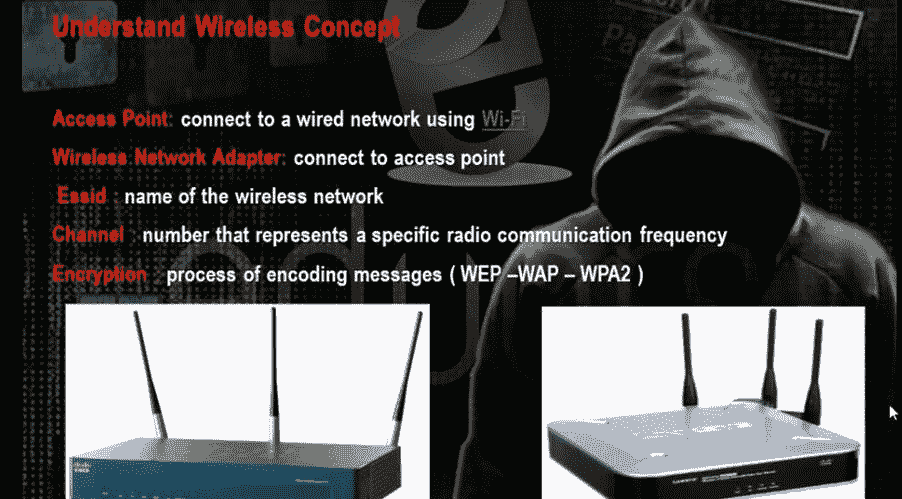 Understand Wireless Concept
Access Point: connect to a wired network using Wi-Fi
Wireless Network Adapter: connect to access point
Essid : name of the wireless network
Channel : number that represents a specific radio communication frequency
Encryption : process of encoding messages ( WEP –WAP – WPA2 )